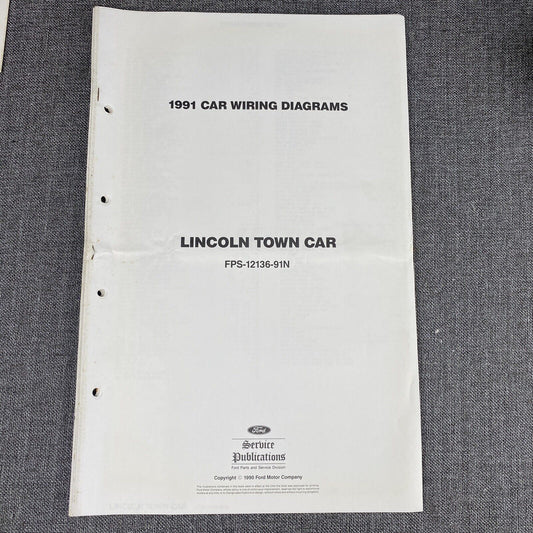 1991 CAR WIRING DIAGRAMS
LINCOLN TOWN CAR
FPS-12136-91N
Ford
Service
Publications
Ford Parts and Service Division
Copyright © 1990 Ford Motor Company